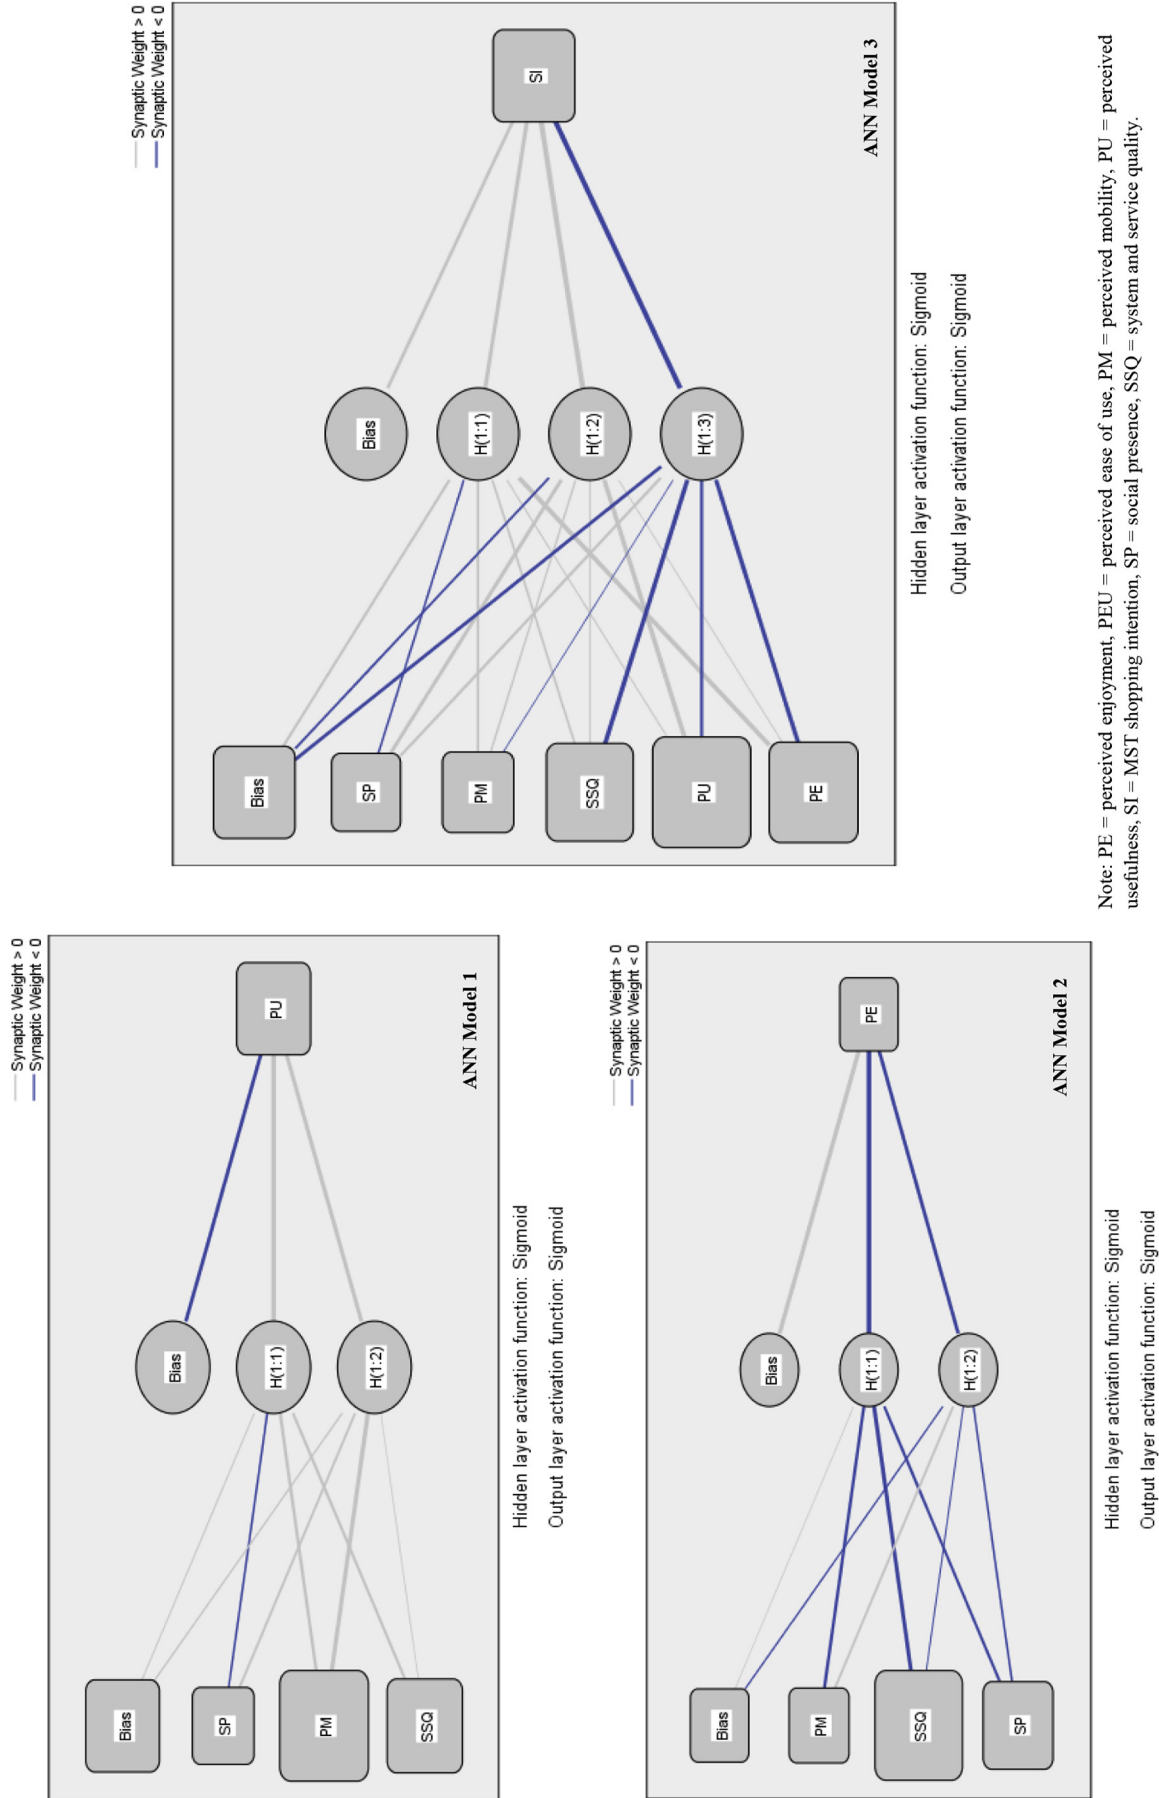 Synaptic Weight > 0
Synaptic Weight < 0
Bias
SP
PM
SSQ
Bias
H(1:1)
H(1:2)
PU
ANN Model 1
Hidden layer activation function: Sigmoid
Output layer activation function: Sigmoid
Synaptic Weight > 0
Synaptic Weight < 0
Bias
PM
SSQ
SP
Bias
H(1:1)
H(1:2)
PE
ANN Model 2
Hidden layer activation function: Sigmoid
Output layer activation function: Sigmoid
Synaptic Weight > 0
Synaptic Weight < 0
Bias
SP
PM
SSQ
PU
PE
Bias
H(1:1)
H(1:2)
H(1:3)
SI
ANN Model 3
Hidden layer activation function: Sigmoid
Output layer activation function: Sigmoid
Note: PE = perceived enjoyment, PEU = perceived ease of use, PM = perceived mobility, PU = perceived
usefulness, SI = MST shopping intention, SP = social presence, SSQ = system and service quality.